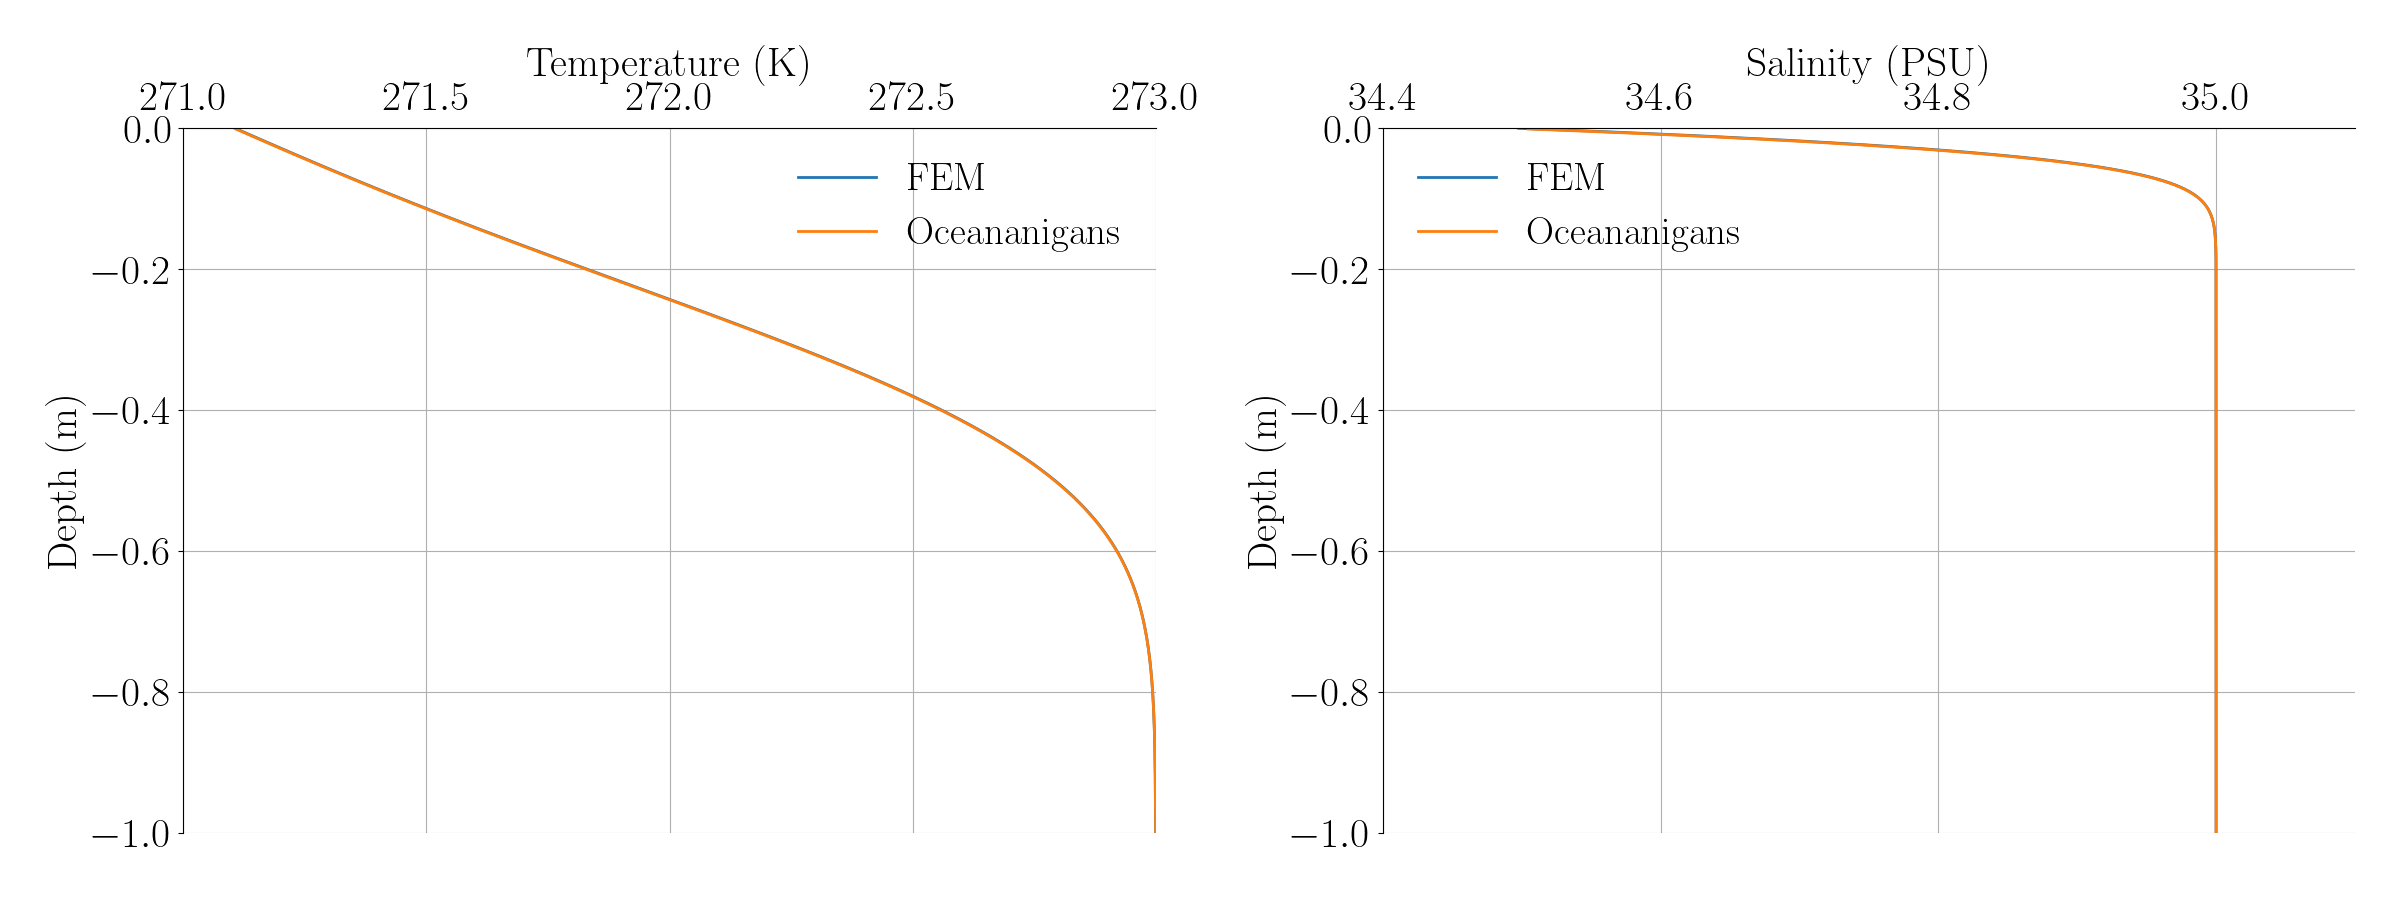 Temperature (K)
271.0 271.5 272.0 272.5 273.0
0.0
−0.2
−0.4
−0.6
−0.8
−1.0
Depth (m)
FEM
Oceananigans
Salinity (PSU)
34.4 34.6 34.8 35.0
0.0
−0.2
−0.4
−0.6
−0.8
−1.0
Depth (m)
FEM
Oceananigans